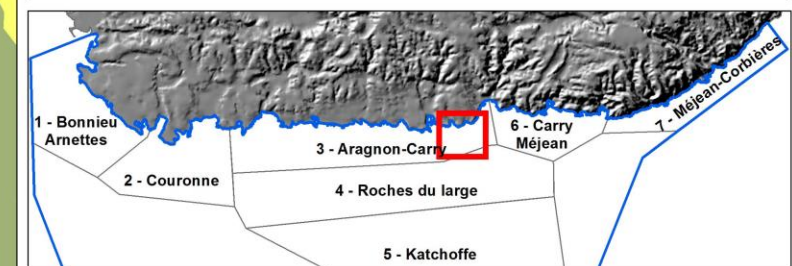 1 - Bonnieu
Arnettes
2 - Couronne
3 - Aragnon-Carry
4 - Roches du large
5 - Katchoffe
6 - Carry
Méjean
7 - Méjean-Corbières